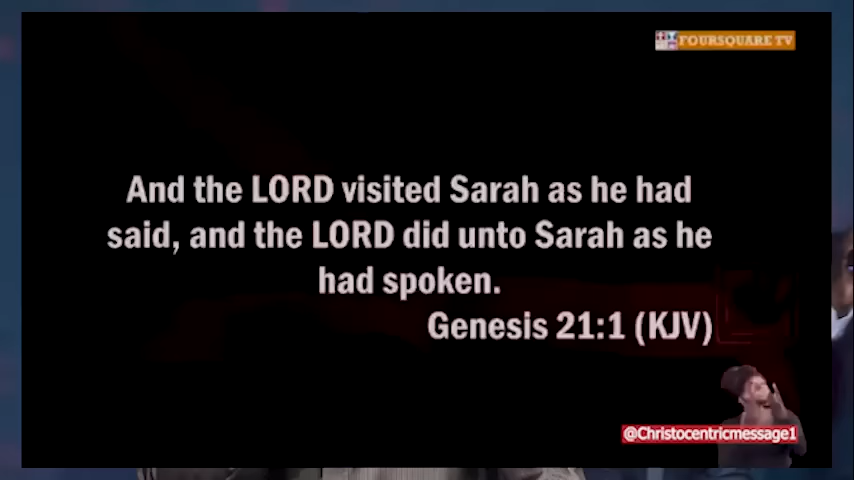 FOURSQUARE TV
And the LORD visited Sarah as he had
said, and the LORD did unto Sarah as he
had spoken.
Genesis 21:1 (KJV)
@Christocentricmessage1